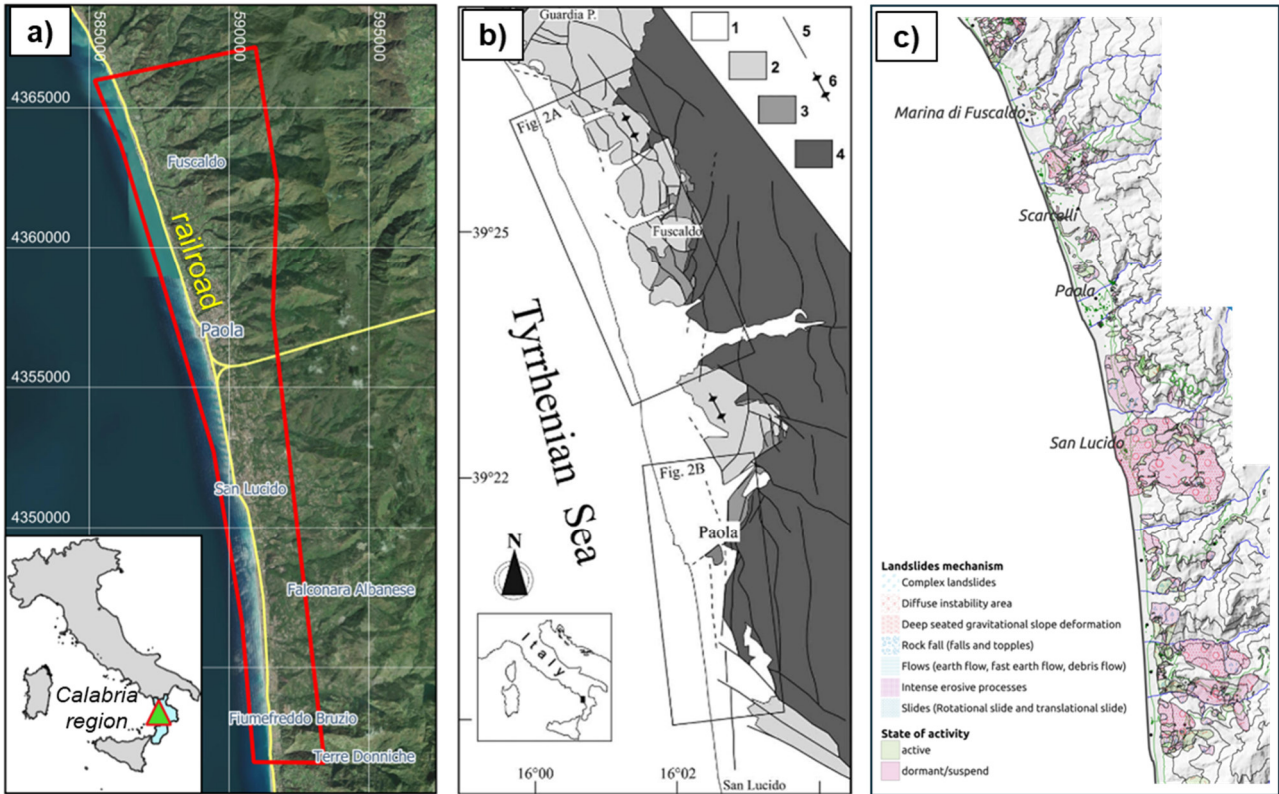 a)
585000
590000
595000
4365000
Fuscaldo
railroad
4360000
Paola
4355000
San Lucido
4350000
Falconara Albanese
Fiumefreddo Bruzio
Terre Donniche
Calabria
region
b)
Guardia P.
1
2
3
4
5
6
Fig. 2A
39°25
Fuscaldo
Tyrrhenian Sea
39°22
Fig. 2B
Paola
N
Italy
16°00
16°02
San Lucido
c)
Marina di Fuscaldo
Scarcelli
Paola
San Lucido
Landslides mechanism
Complex landslides
Diffuse instability area
Deep seated gravitational slope deformation
Rock fall (falls and topples)
Flows (earth flow, fast earth flow, debris flow)
Intense erosive processes
Slides (Rotational slide and translational slide)
State of activity
active
dormant/suspend